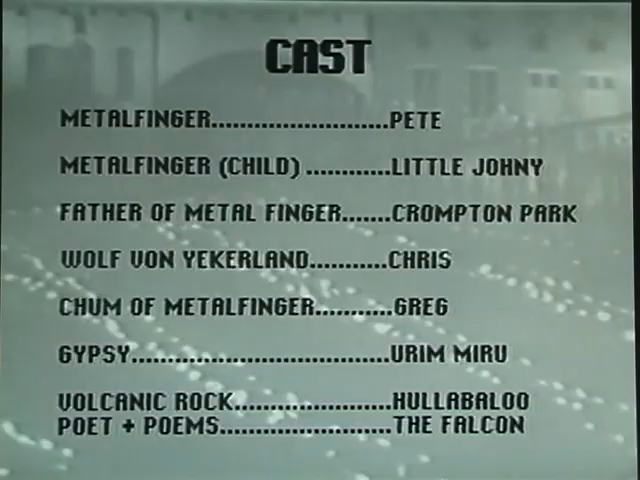 CAST
METALFINGER.........................PETE
METALFINGER (CHILD) ............LITTLE JOHNY
FATHER OF METAL FINGER.......CROMPTON PARK
WOLF VON YEKERLAND...........CHRIS
CHUM OF METALFINGER...........GREG
GYPSY.....................................URIM MIRU
VOLCANIC ROCK......................HULLABALOO
POET + POEMS........................THE FALCON